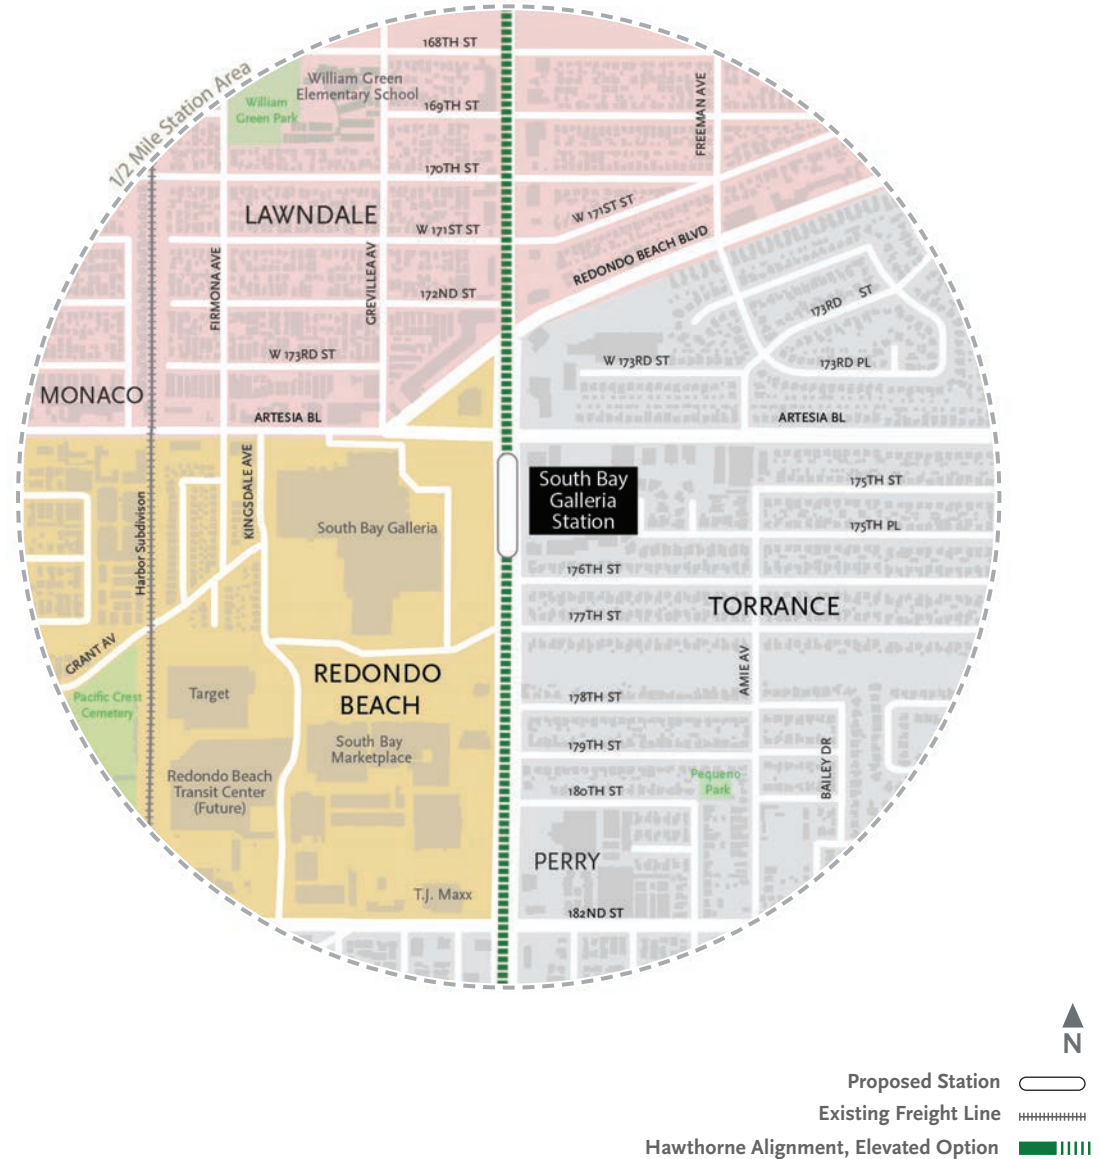 1/2 Mile Station Area
168TH ST
William Green
Elementary School
William
Green Park
169TH ST
FREEMAN AVE
170TH ST
LAWNDALE
W 171ST ST
W 171ST ST
REDONDO BEACH BLVD
FIRMONA AVE
GREVILLEA AV
172ND ST
173RD ST
W 173RD ST
W 173RD ST
173RD PL
MONACO
ARTESIA BL
ARTESIA BL
KINGSDALE AVE
Harbor Subdivison
South Bay Galleria
South Bay
Galleria
Station
175TH ST
175TH PL
176TH ST
177TH ST
TORRANCE
GRANT AV
AMIE AV
Pacific Crest
Cemetery
Target
REDONDO
BEACH
178TH ST
South Bay
Marketplace
179TH ST
BAILEY DR
Redondo Beach
Transit Center
(Future)
180TH ST
Pequeno
Park
PERRY
T.J. Maxx
182ND ST
N
Proposed Station
Existing Freight Line
Hawthorne Alignment, Elevated Option